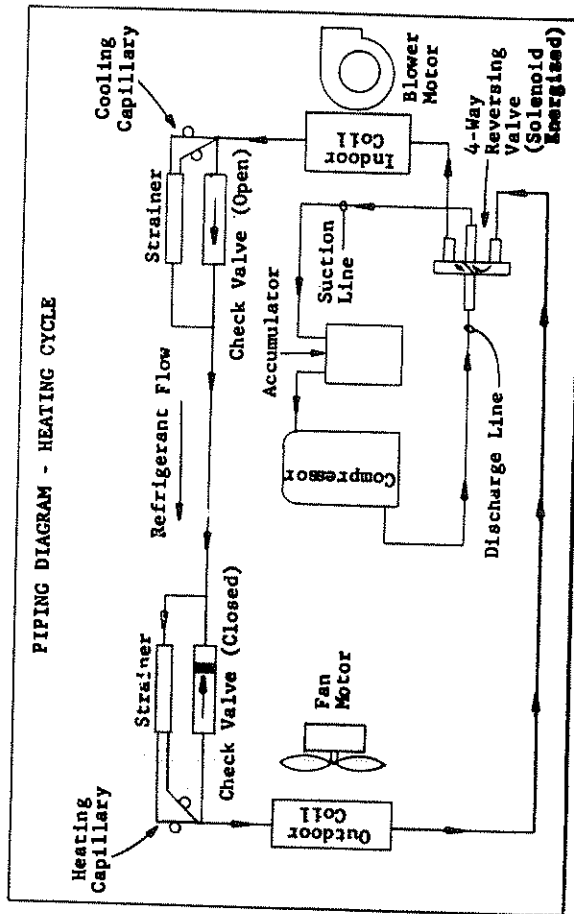 PIPING DIAGRAM - HEATING CYCLE
Heating
Capillary
Strainer
Check Valve (Closed)
Refrigerant Flow
Strainer
Check Valve (Open)
Cooling
Capillary
Outdoor
Coil
Fan
Motor
Compressor
Accumulator
Suction
Line
Indoor
Coil
Blower
Motor
Discharge Line
4-Way
Reversing
Valve
(Solenoid
Energized)